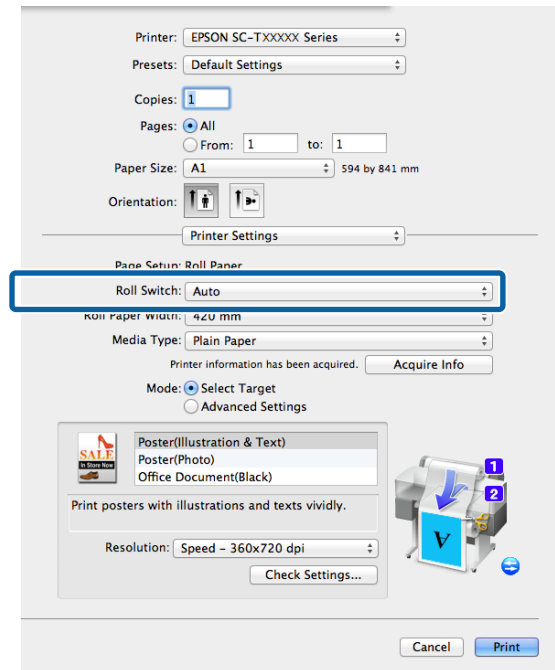 Printer: EPSON SC-TXXXXX Series
Presets: Default Settings
Copies: 1
Pages: All
From: 1 to: 1
Paper Size: A1 594 by 841 mm
Orientation:
Printer Settings
Page Setup: Roll Paper
Roll Switch: Auto
Roll Paper Width: 420 mm
Media Type: Plain Paper
Printer information has been acquired. Acquire Info
Mode: Select Target
Advanced Settings
SALE
In Store Now
Poster(Illustration & Text)
Poster(Photo)
Office Document(Black)
Print posters with illustrations and texts vividly.
Resolution: Speed - 360x720 dpi
Check Settings...
1
2
A
Cancel Print